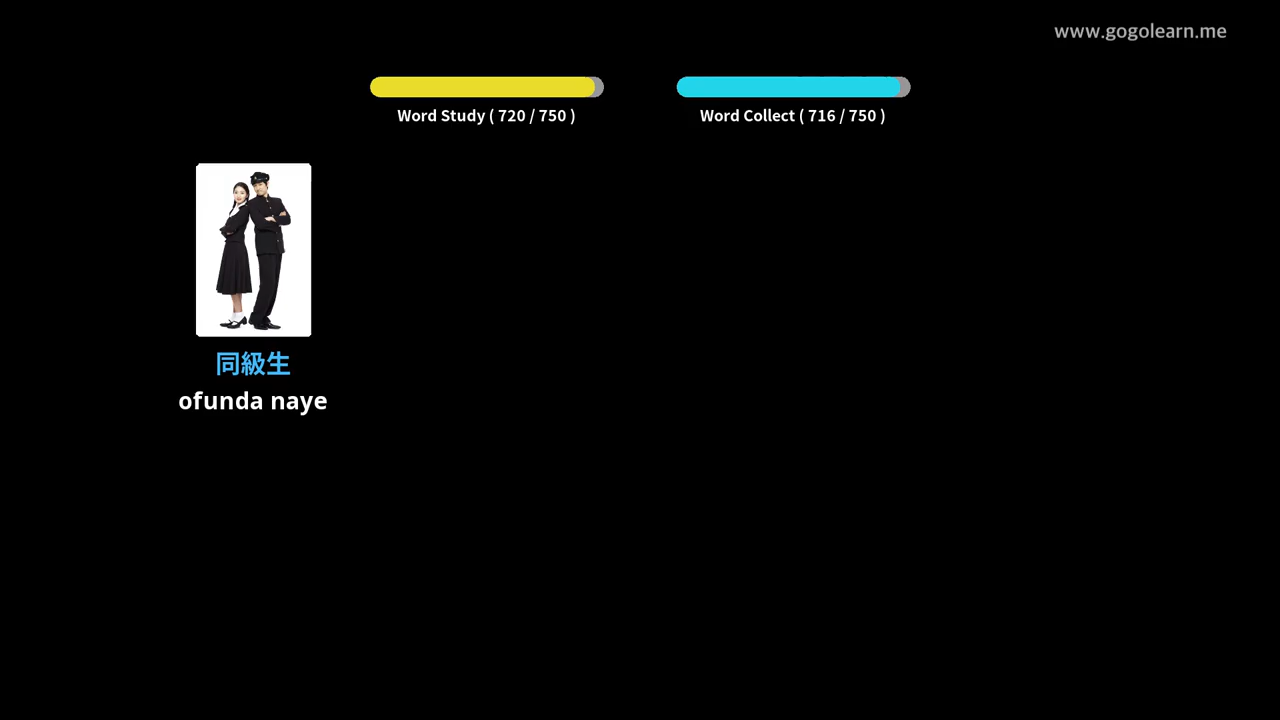 www.gogolearn.me
Word Study ( 720 / 750 )
Word Collect ( 716 / 750 )
同級生
ofunda naye